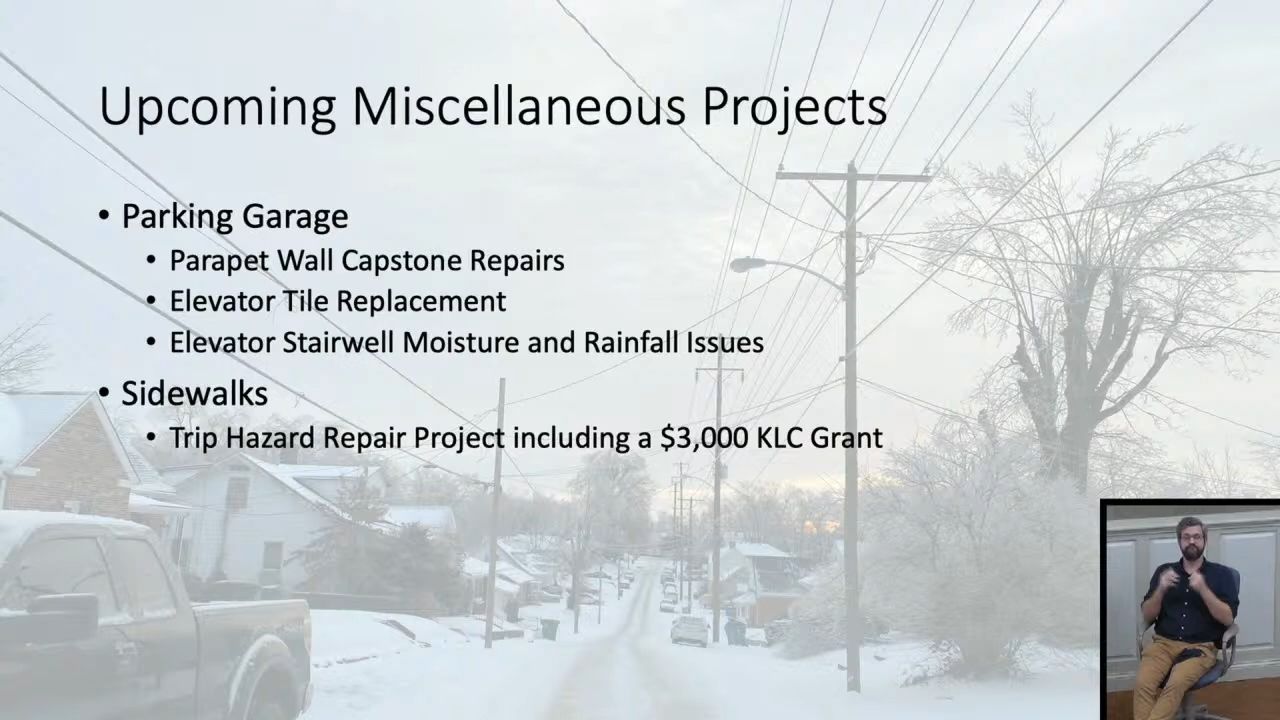 Upcoming Miscellaneous Projects
• Parking Garage
• Parapet Wall Capstone Repairs
• Elevator Tile Replacement
• Elevator Stairwell Moisture and Rainfall Issues
• Sidewalks
• Trip Hazard Repair Project including a $3,000 KLC Grant